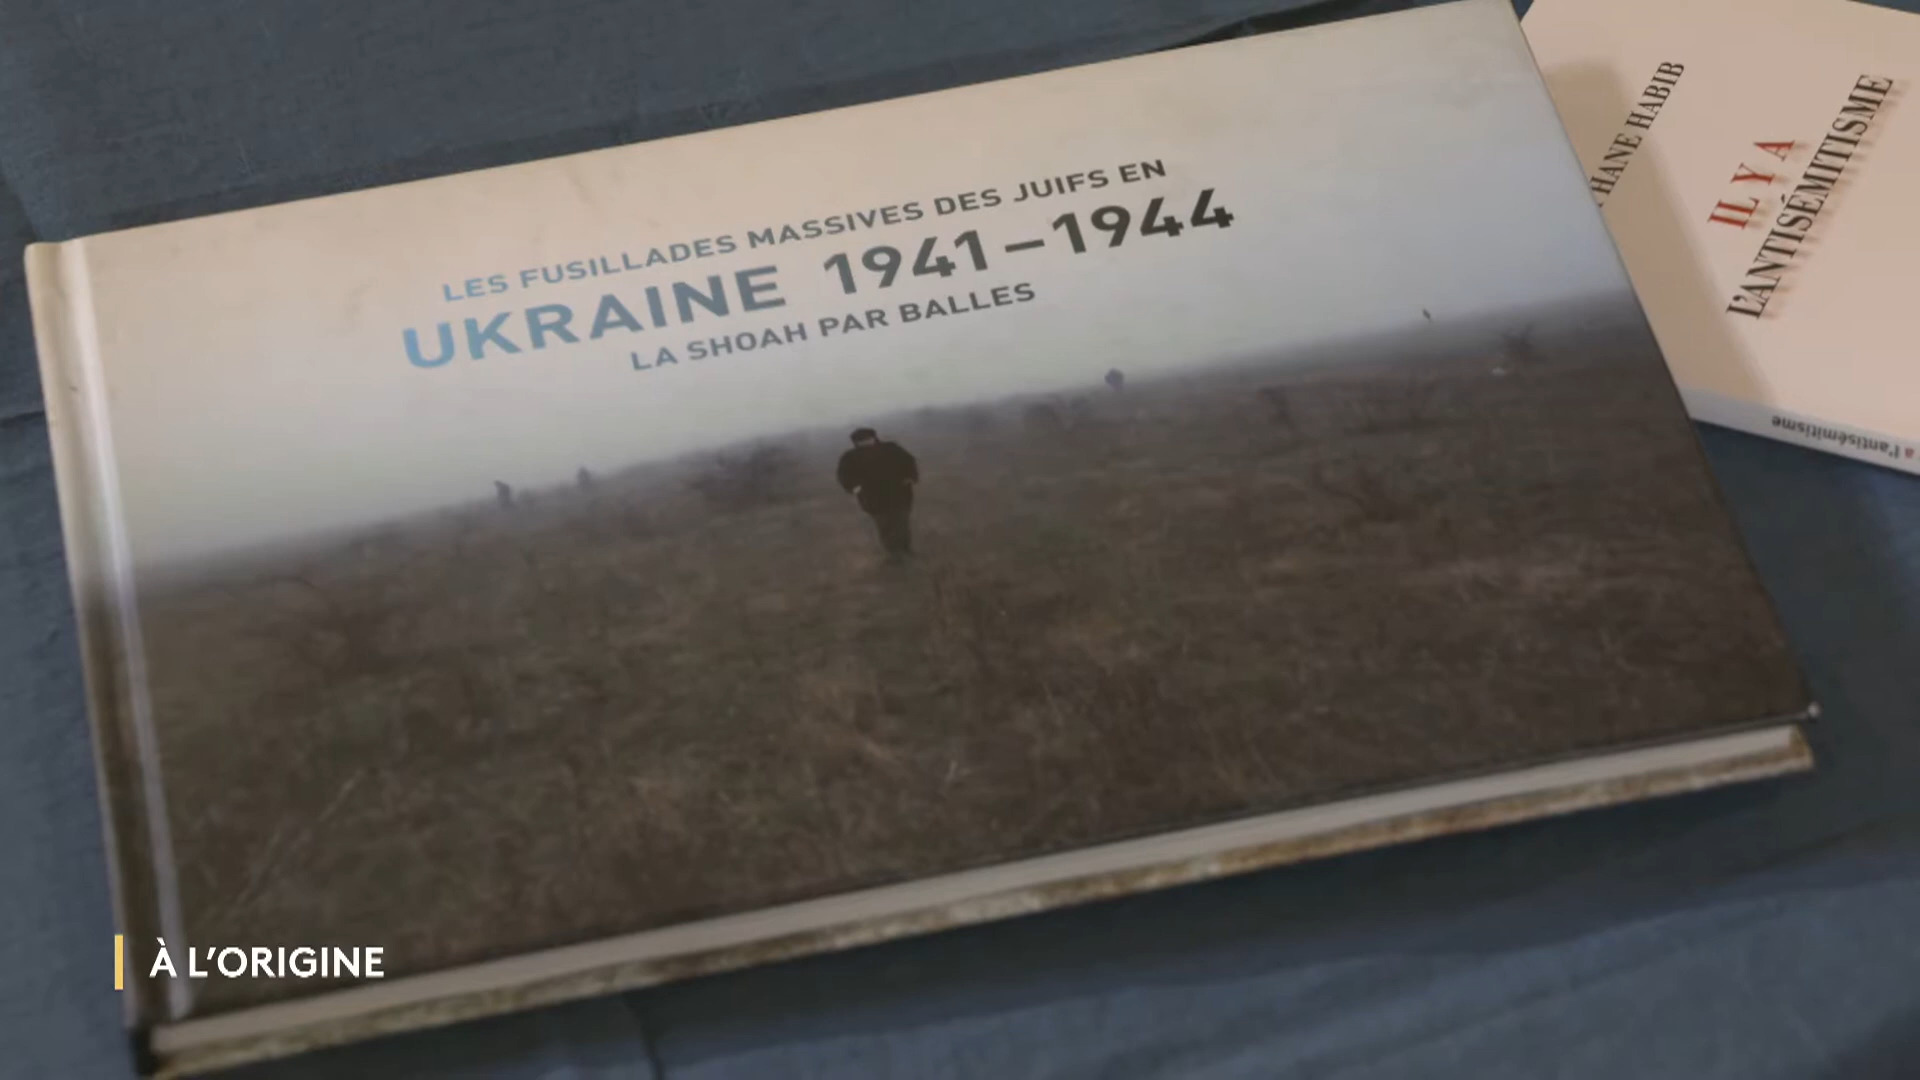 LES FUSILLADES MASSIVES DES JUIFS EN
UKRAINE 1941–1944
LA SHOAH PAR BALLES
HANE HABIB
IL Y A
L'ANTISÉMITISME
a l'antisémitisme
À L'ORIGINE